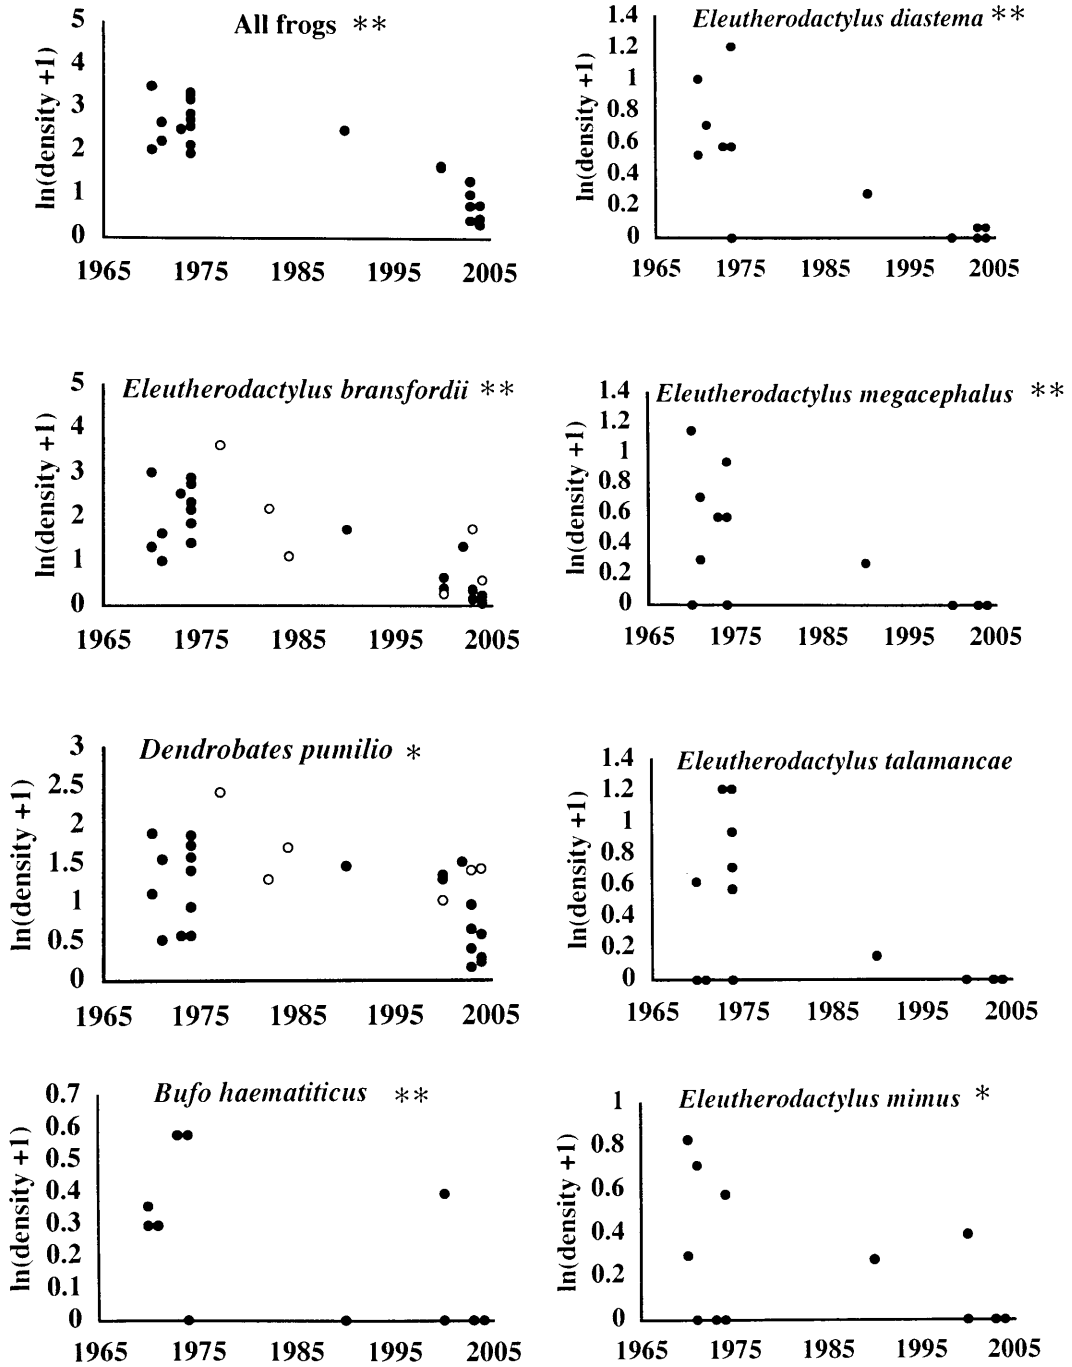 All frogs **
5
4
3
2
1
0
ln(density +1)
1965 1975 1985 1995 2005
Eleutherodactylus diastema **
1.4
1.2
1
0.8
0.6
0.4
0.2
0
ln(density +1)
1965 1975 1985 1995 2005
Eleutherodactylus bransfordii **
5
4
3
2
1
0
ln(density +1)
1965 1975 1985 1995 2005
Eleutherodactylus megacephalus **
1.4
1.2
1
0.8
0.6
0.4
0.2
0
ln(density +1)
1965 1975 1985 1995 2005
Dendrobates pumilio *
3
2.5
2
1.5
1
0.5
0
ln(density +1)
1965 1975 1985 1995 2005
Eleutherodactylus talamancae
1.4
1.2
1
0.8
0.6
0.4
0.2
0
ln(density +1)
1965 1975 1985 1995 2005
Bufo haematiticus **
0.7
0.6
0.5
0.4
0.3
0.2
0.1
0
ln(density +1)
1965 1975 1985 1995 2005
Eleutherodactylus mimus *
1
0.8
0.6
0.4
0.2
0
ln(density +1)
1965 1975 1985 1995 2005